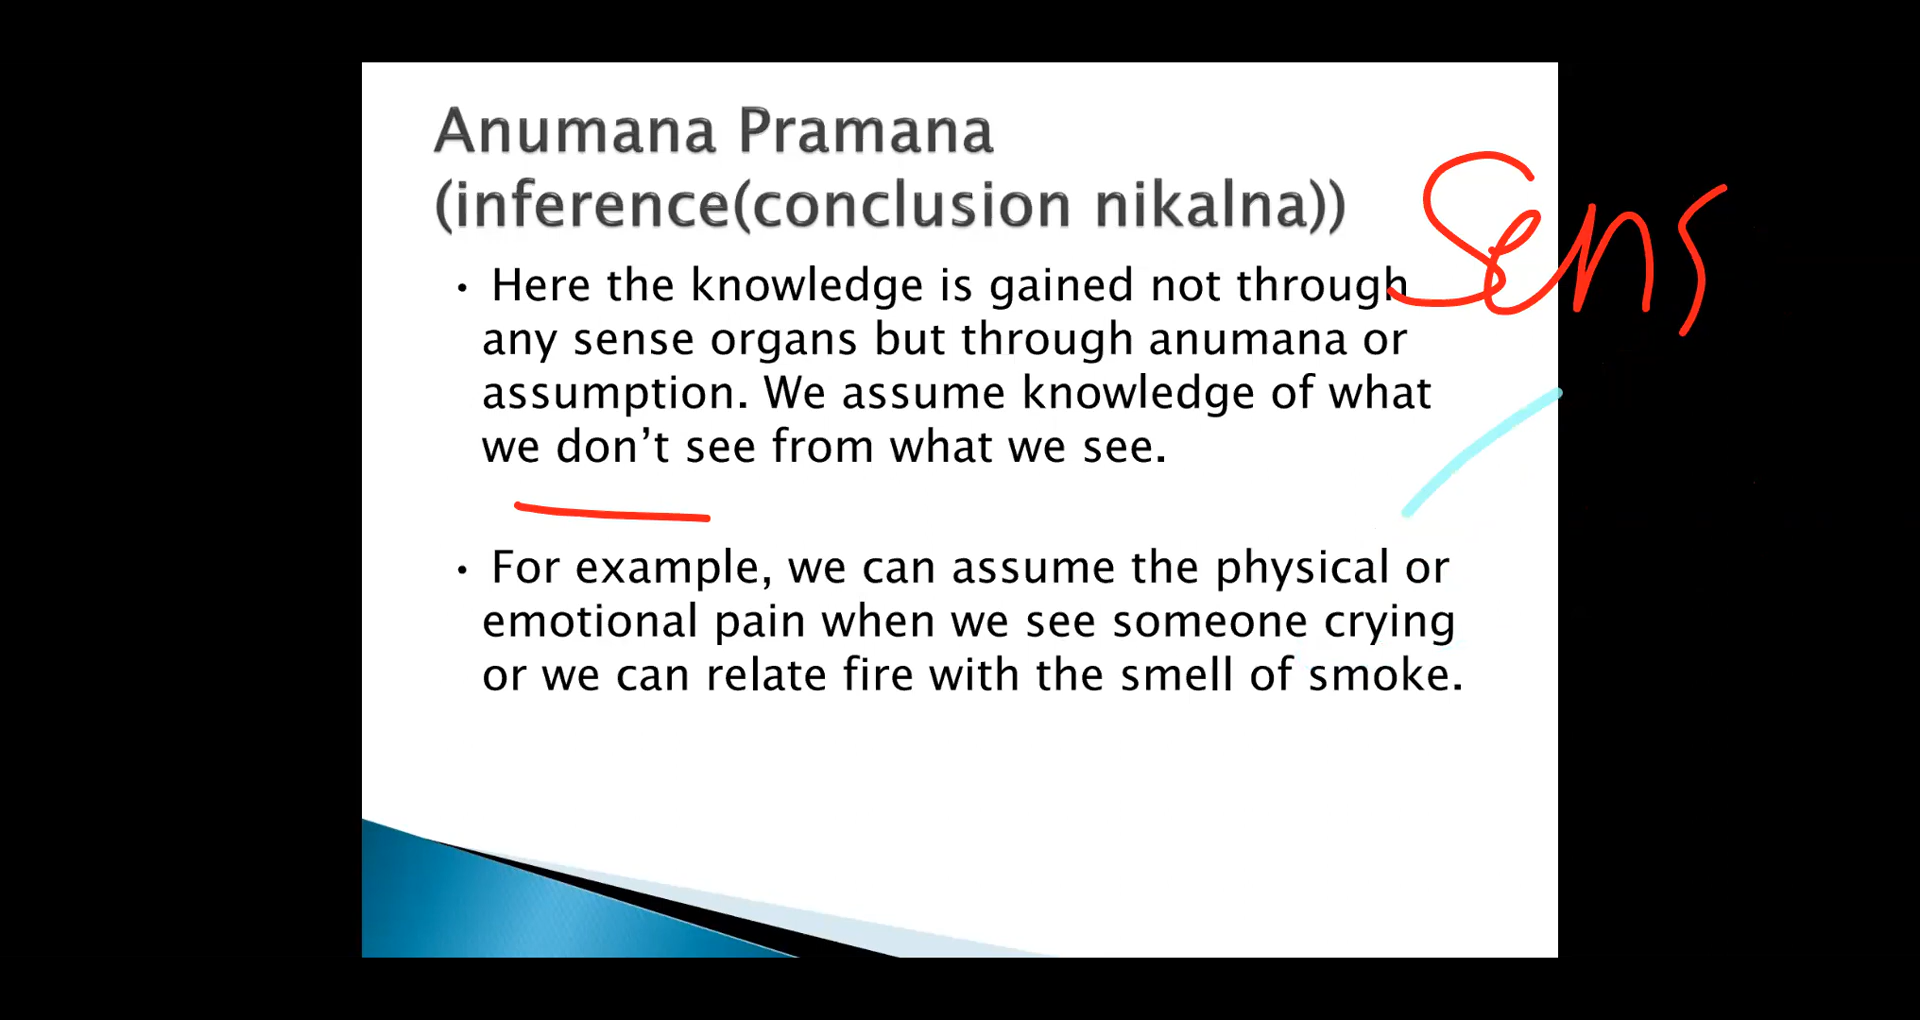 Anumana Pramana
(inference(conclusion nikalna))
Sens
• Here the knowledge is gained not through
any sense organs but through anumana or
assumption. We assume knowledge of what
we don’t see from what we see.
• For example, we can assume the physical or
emotional pain when we see someone crying
or we can relate fire with the smell of smoke.